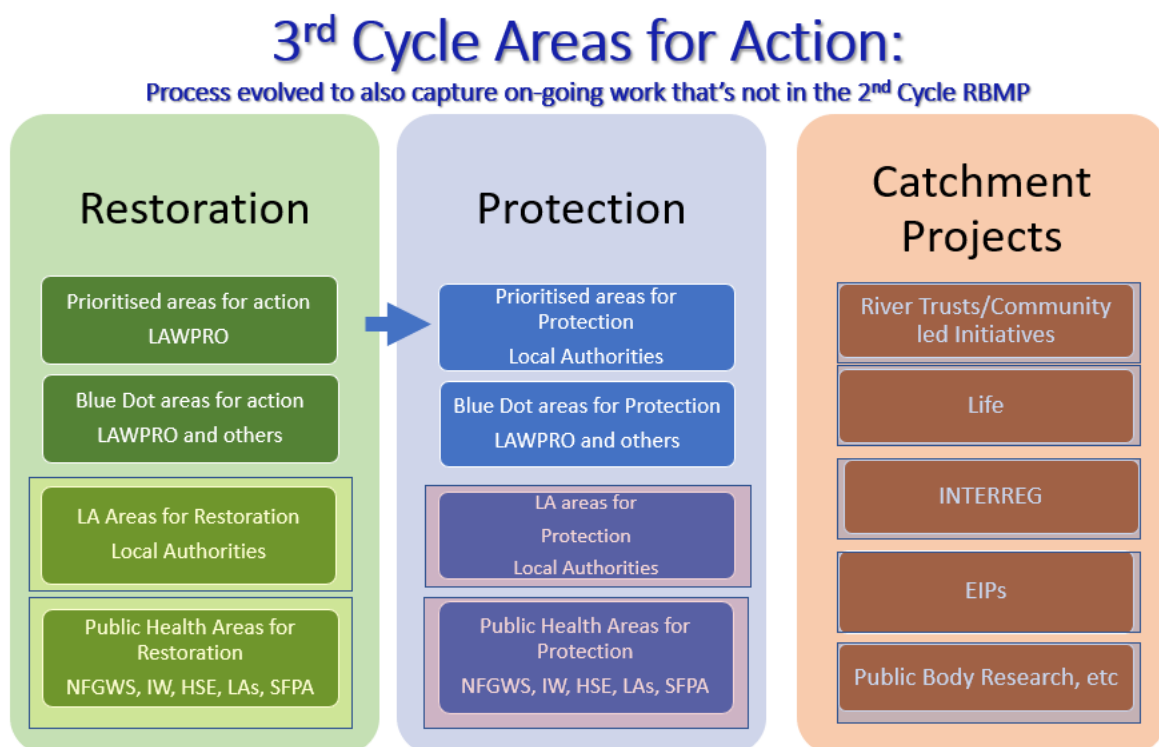 3rd Cycle Areas for Action:
Process evolved to also capture on-going work that's not in the 2nd Cycle RBMP
Restoration
Prioritised areas for action
LAWPRO
Blue Dot areas for action
LAWPRO and others
LA Areas for Restoration
Local Authorities
Public Health Areas for
Restoration
NFGWS, IW, HSE, LAs, SFPA
Protection
Prioritised areas for
Protection
Local Authorities
Blue Dot areas for Protection
LAWPRO and others
LA areas for
Protection
Local Authorities
Public Health Areas for
Protection
NFGWS, IW, HSE, LAs, SFPA
Catchment
Projects
River Trusts/Community
led Initiatives
Life
INTERREG
EIPs
Public Body Research, etc